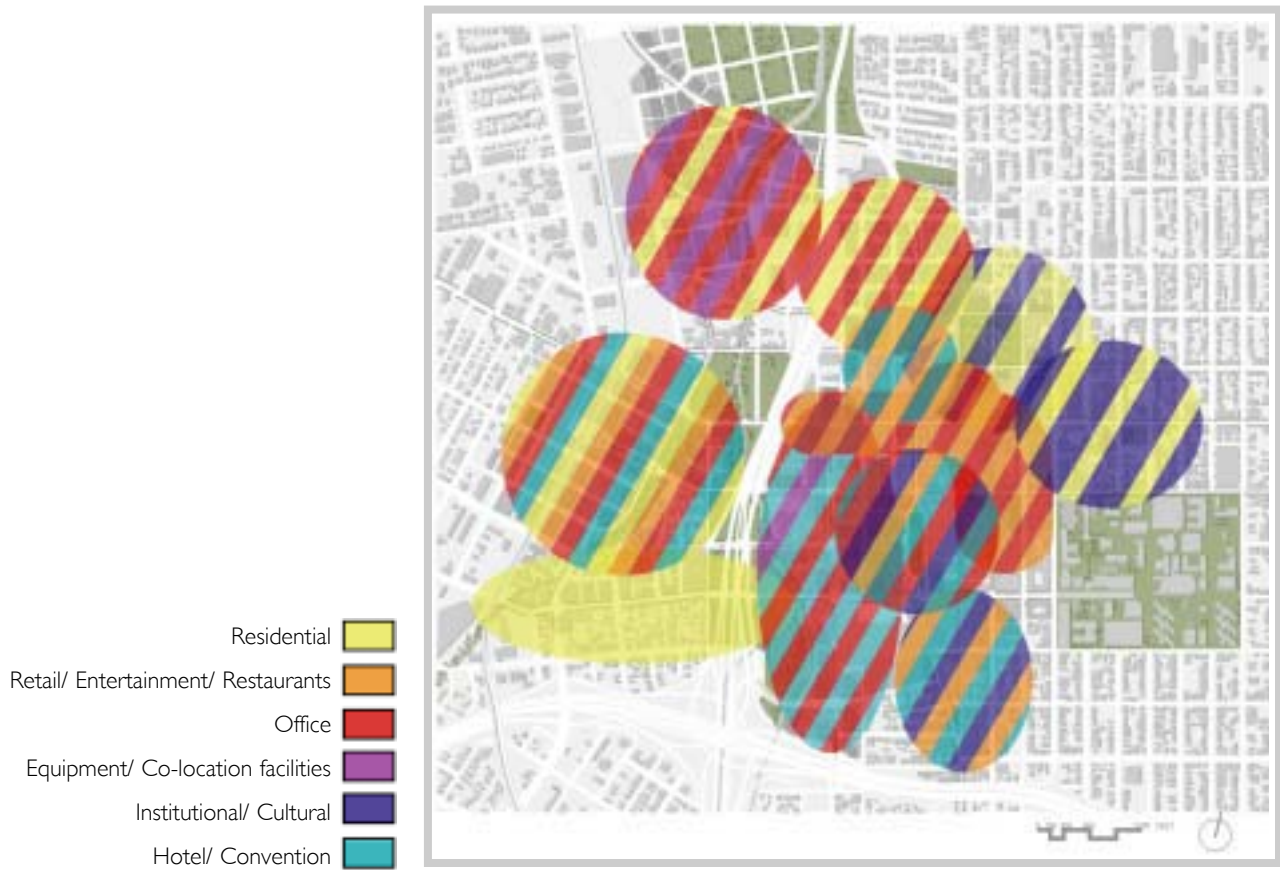 Residential
Retail/ Entertainment/ Restaurants
Office
Equipment/ Co-location facilities
Institutional/ Cultural
Hotel/ Convention